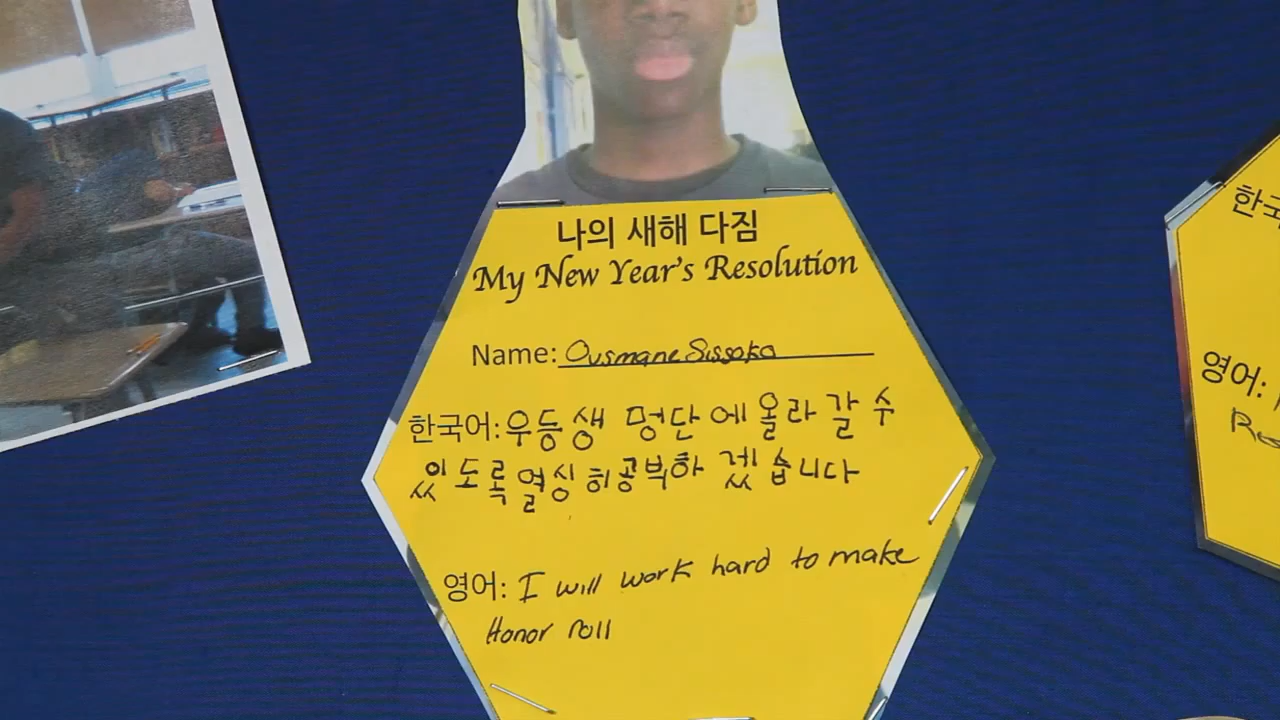 나의 새해 다짐
My New Year's Resolution
Name: Ousmane Sissoko
한국어: 우등생 명단에 올라갈 수
있도록 열심히 공부하겠습니다
영어: I will work hard to make
Honor roll
한국
영어: